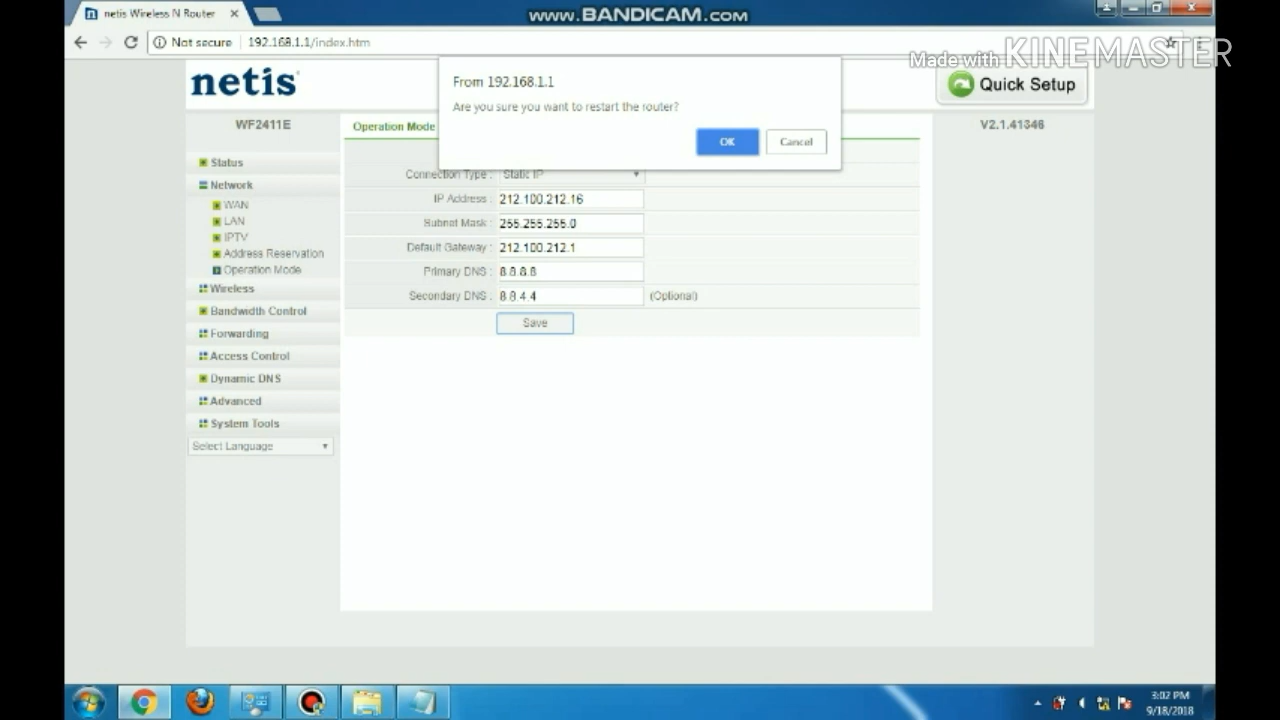 netis Wireless N Router
www.BANDICAM.com
Not secure
192.168.1.1/index.htm
Made with KINEMASTER
netis
From 192.168.1.1
Are you sure you want to restart the router?
OK
Cancel
Quick Setup
WF2411E
Operation Mode
V2.1.41346
Status
Network
WAN
LAN
IPTV
Address Reservation
Operation Mode
Wireless
Bandwidth Control
Forwarding
Access Control
Dynamic DNS
Advanced
System Tools
Select Language
Connection Type : Static IP
IP Address : 212.100.212.16
Subnet Mask : 255.255.255.0
Default Gateway : 212.100.212.1
Primary DNS : 8.8.8.8
Secondary DNS : 8.8.4.4 (Optional)
Save
3:02 PM
9/18/2018